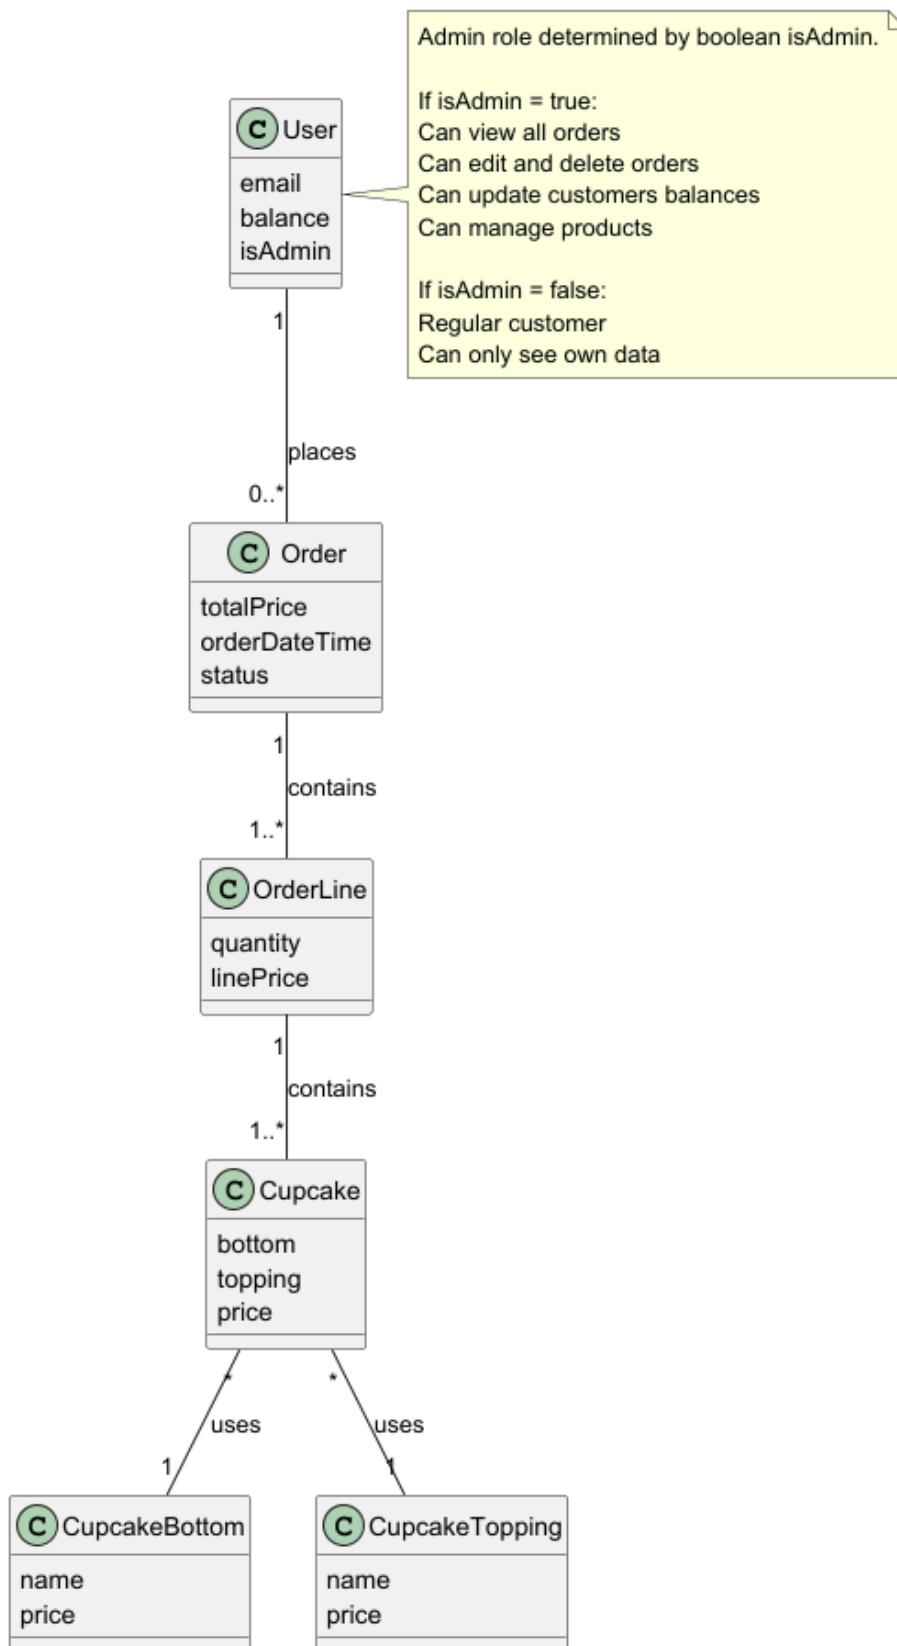 Admin role determined by boolean isAdmin.
If isAdmin = true:
Can view all orders
Can edit and delete orders
Can update customers balances
Can manage products
If isAdmin = false:
Regular customer
Can only see own data
C User
email
balance
isAdmin
1
places
0..*
C Order
totalPrice
orderDateTime
status
1
contains
1..*
C OrderLine
quantity
linePrice
1
contains
1..*
C Cupcake
bottom
topping
price
* *
uses uses
1 1
C CupcakeBottom
name
price
C CupcakeTopping
name
price